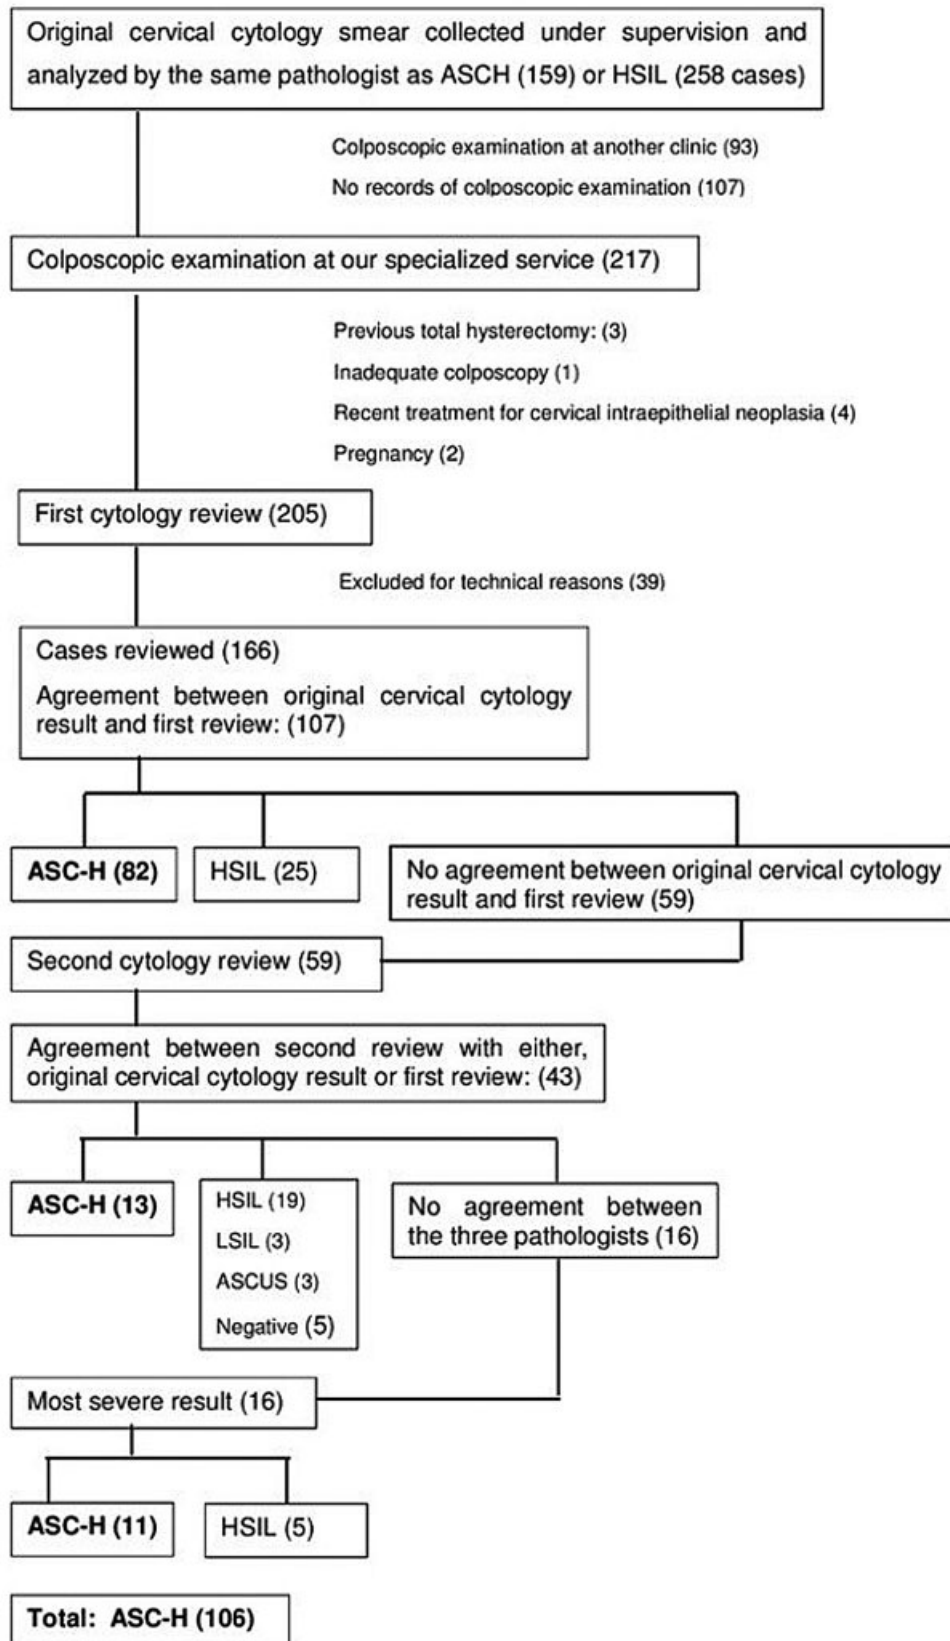 Original cervical cytology smear collected under supervision and
analyzed by the same pathologist as ASCH (159) or HSIL (258 cases)
Colposcopic examination at another clinic (93)
No records of colposcopic examination (107)
Colposcopic examination at our specialized service (217)
Previous total hysterectomy: (3)
Inadequate colposcopy (1)
Recent treatment for cervical intraepithelial neoplasia (4)
Pregnancy (2)
First cytology review (205)
Excluded for technical reasons (39)
Cases reviewed (166)
Agreement between original cervical cytology
result and first review: (107)
ASC-H (82)
HSIL (25)
No agreement between original cervical cytology
result and first review (59)
Second cytology review (59)
Agreement between second review with either,
original cervical cytology result or first review: (43)
ASC-H (13)
HSIL (19)
LSIL (3)
ASCUS (3)
Negative (5)
No agreement between
the three pathologists (16)
Most severe result (16)
ASC-H (11)
HSIL (5)
Total: ASC-H (106)